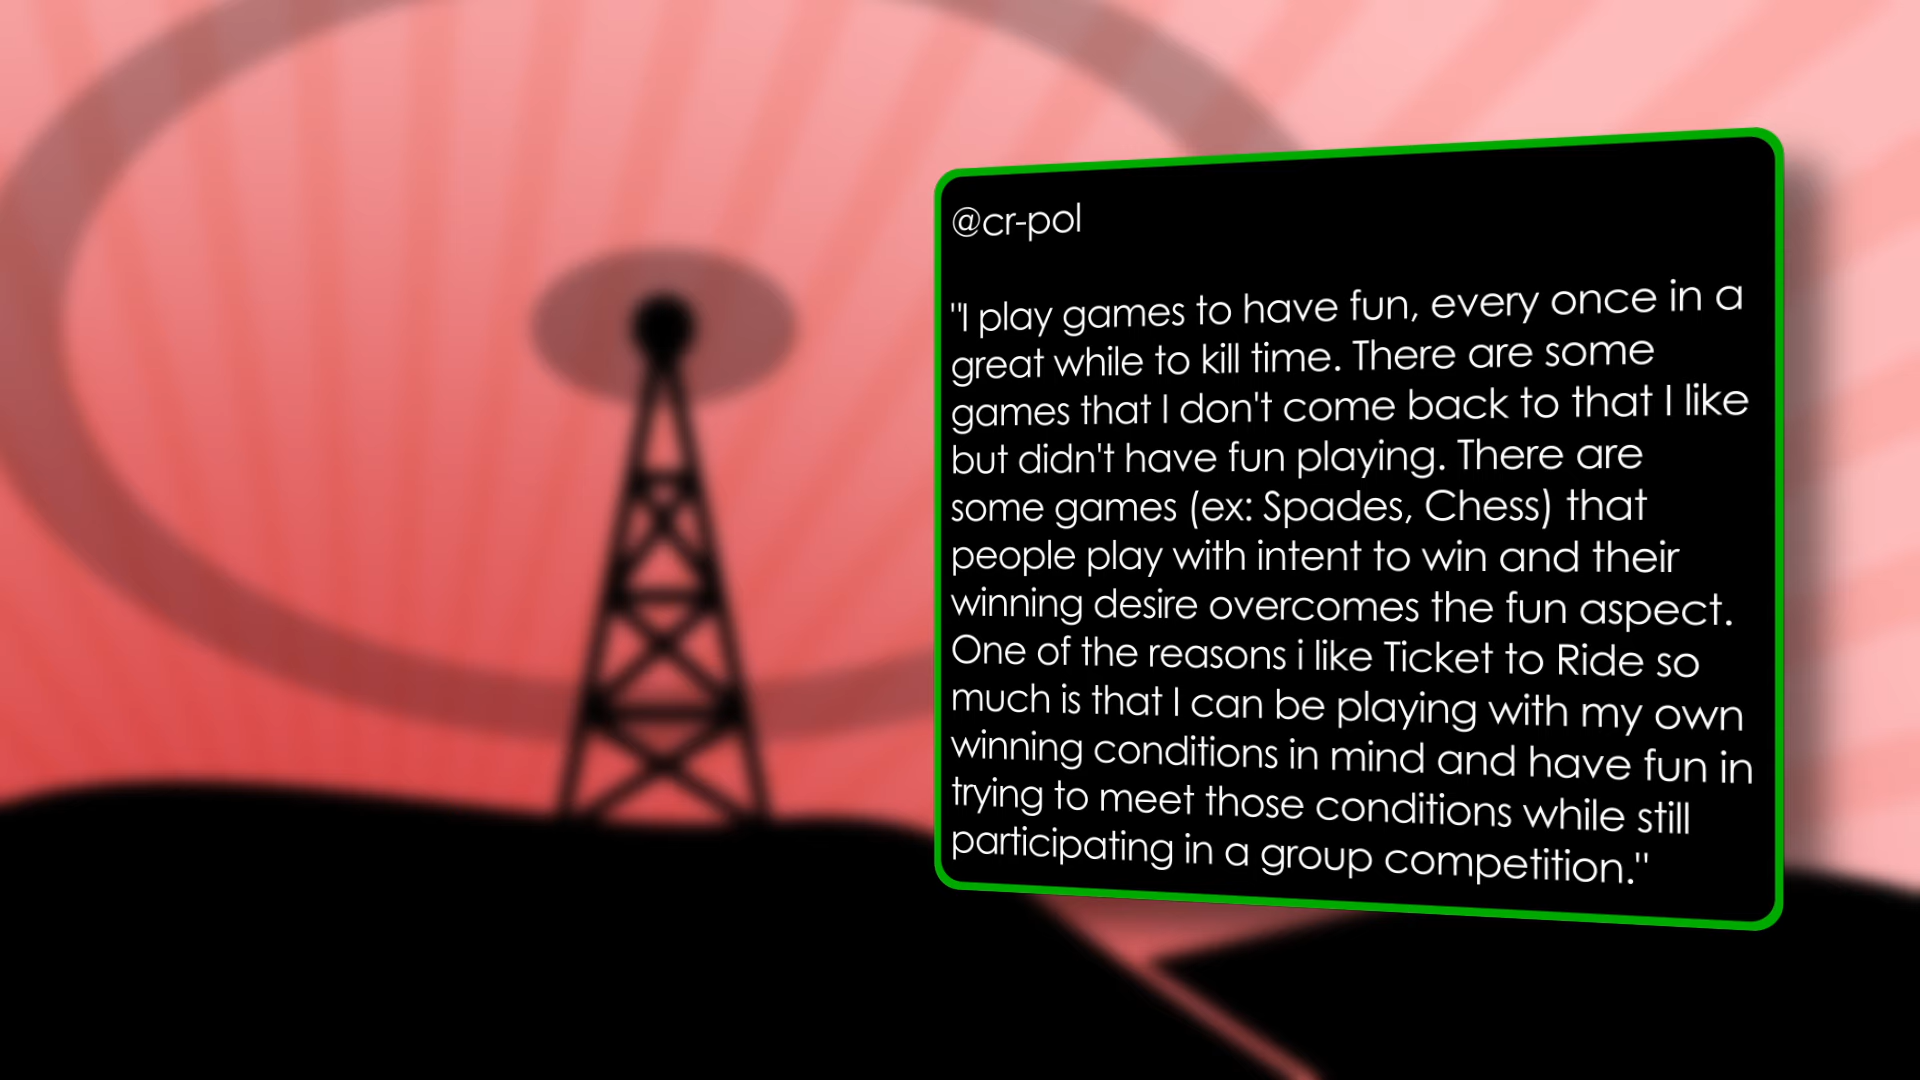 @cr-pol
"I play games to have fun, every once in a
great while to kill time. There are some
games that I don't come back to that I like
but didn't have fun playing. There are
some games (ex: Spades, Chess) that
people play with intent to win and their
winning desire overcomes the fun aspect.
One of the reasons i like Ticket to Ride so
much is that I can be playing with my own
winning conditions in mind and have fun in
trying to meet those conditions while still
participating in a group competition."